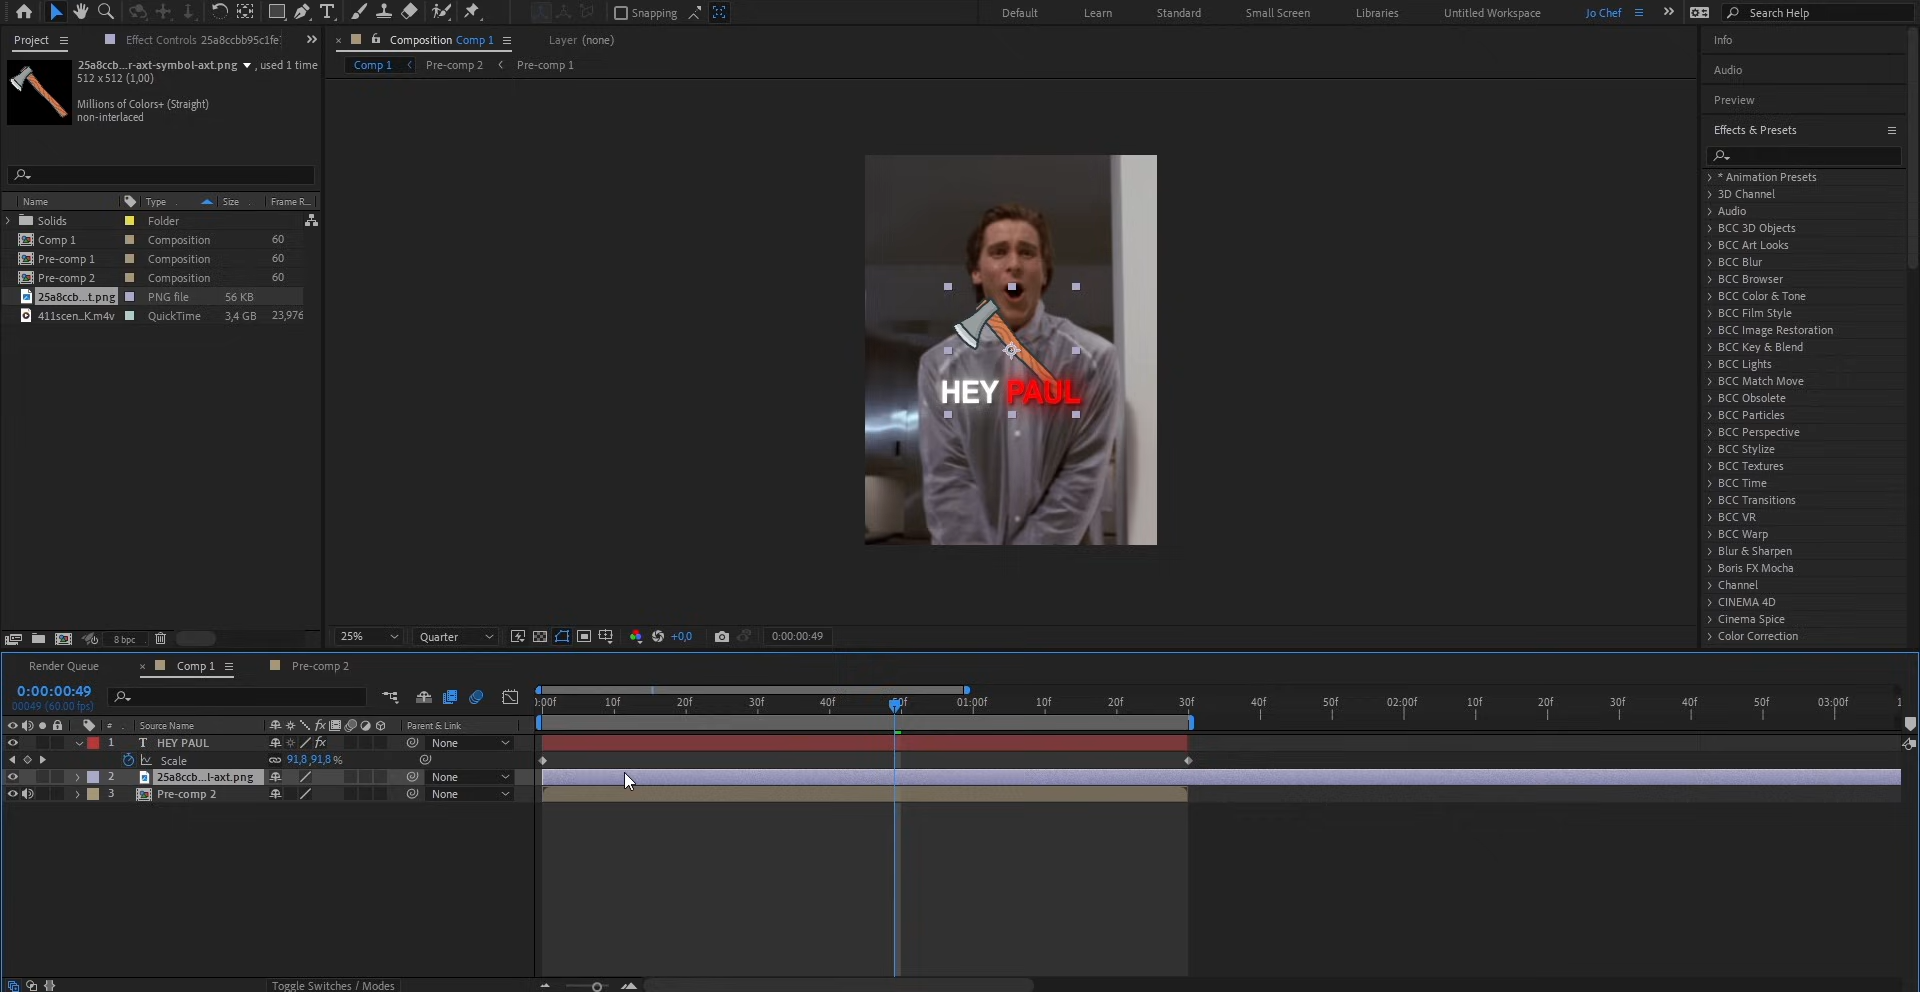 Snapping
Default
Learn
Standard
Small Screen
Libraries
Untitled Workspace
Jo Chef
Search Help
Project
Effect Controls 25a8ccbb95c1fe
Composition Comp 1
Layer (none)
Comp 1
Pre-comp 2
Pre-comp 1
25a8ccb...r-axt-symbol-axt.png , used 1 time
512 x 512 (1,00)
Millions of Colors+ (Straight)
non-interlaced
Name
Type
Size
Frame R...
Solids
Folder
Comp 1
Composition
60
Pre-comp 1
Composition
60
Pre-comp 2
Composition
60
25a8ccb...t.png
PNG file
56 KB
411scen...K.m4v
QuickTime
3,4 GB
23,976
8 bpc
HEY PAUL
25%
Quarter
+0,0
0:00:00:49
Info
Audio
Preview
Effects & Presets
* Animation Presets
3D Channel
Audio
BCC 3D Objects
BCC Art Looks
BCC Blur
BCC Browser
BCC Color & Tone
BCC Film Style
BCC Image Restoration
BCC Key & Blend
BCC Lights
BCC Match Move
BCC Obsolete
BCC Particles
BCC Perspective
BCC Stylize
BCC Textures
BCC Time
BCC Transitions
BCC VR
BCC Warp
Blur & Sharpen
Boris FX Mocha
Channel
CINEMA 4D
Cinema Spice
Color Correction
Render Queue
Comp 1
Pre-comp 2
0:00:00:49
00049 (60.00 fps)
:00f
10f
20f
30f
40f
01:00f
10f
20f
30f
40f
50f
02:00f
10f
20f
30f
40f
50f
03:00f
1
#
Source Name
fx
Parent & Link
1
T
HEY PAUL
fx
None
Scale
91,8,91,8%
2
25a8ccb...l-axt.png
None
3
Pre-comp 2
None
Toggle Switches / Modes